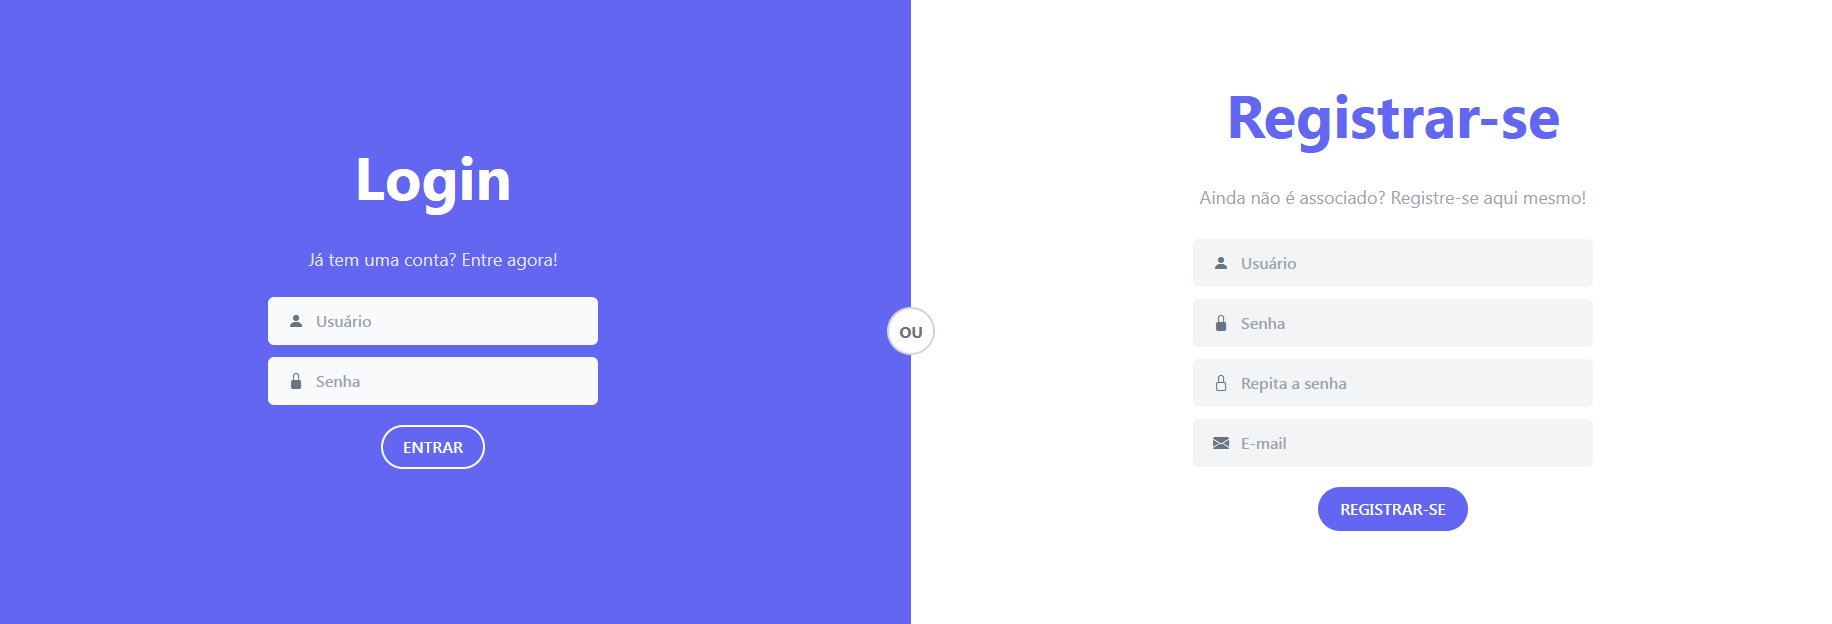 Login
Já tem uma conta? Entre agora!
Usuário
Senha
ENTRAR
OU
Registrar-se
Ainda não é associado? Registre-se aqui mesmo!
Usuário
Senha
Repita a senha
E-mail
REGISTRAR-SE